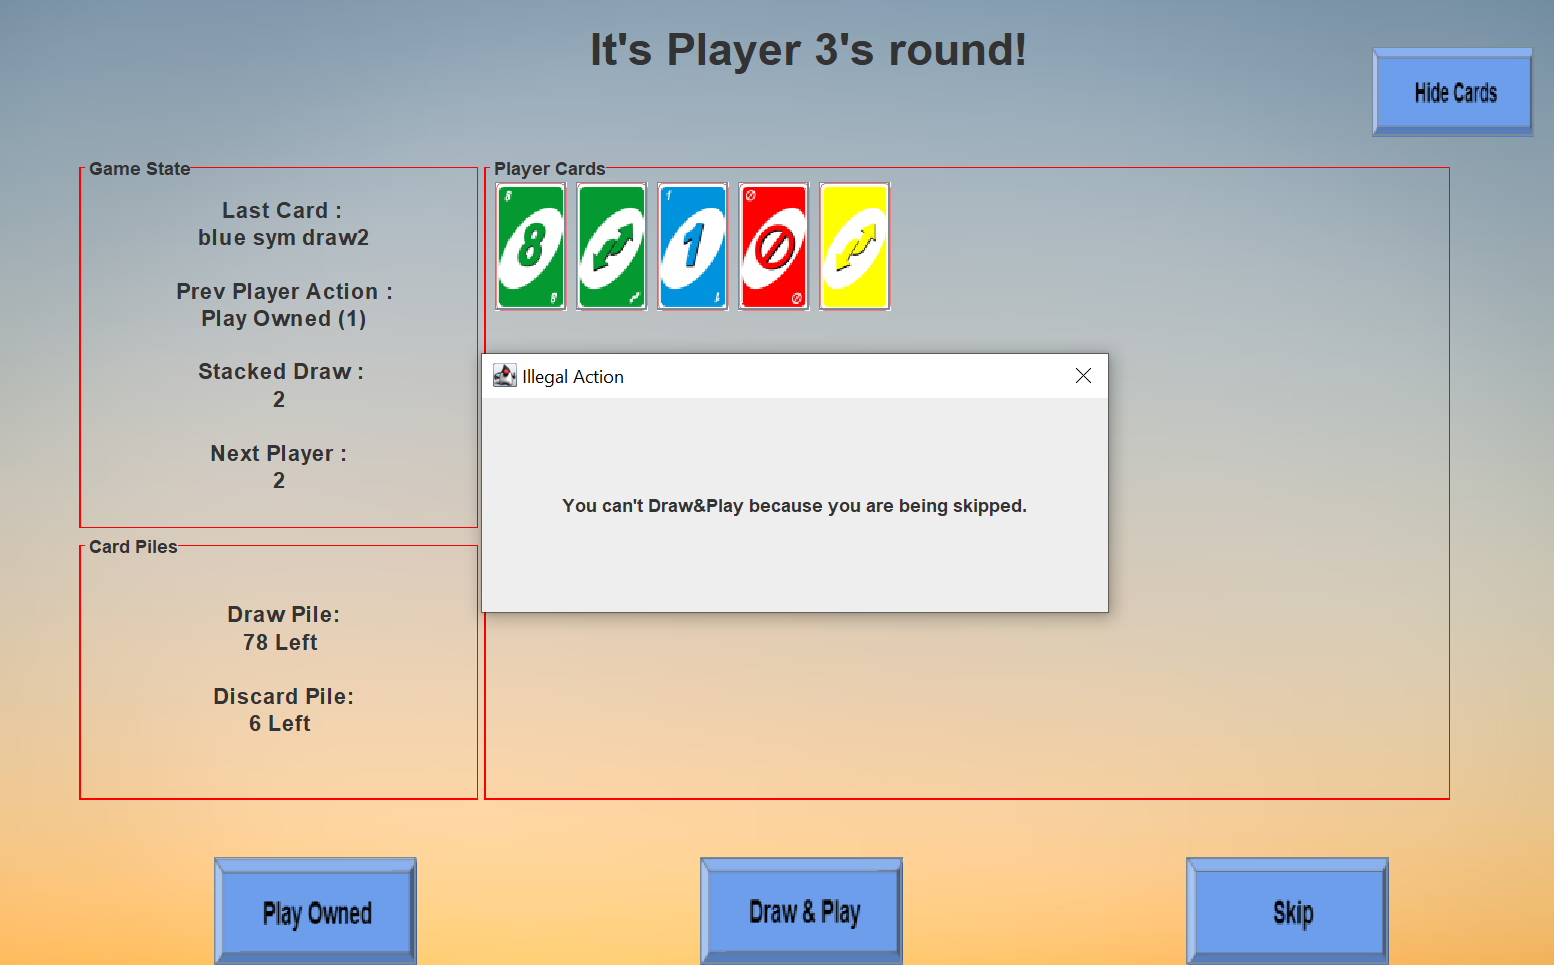 It's Player 3's round!
Hide Cards
Game State
Last Card :
blue sym draw2
Prev Player Action :
Play Owned (1)
Stacked Draw :
2
Next Player :
2
Player Cards
8
8
8
1
1
1
Illegal Action
You can't Draw&Play because you are being skipped.
Card Piles
Draw Pile:
78 Left
Discard Pile:
6 Left
Play Owned
Draw & Play
Skip